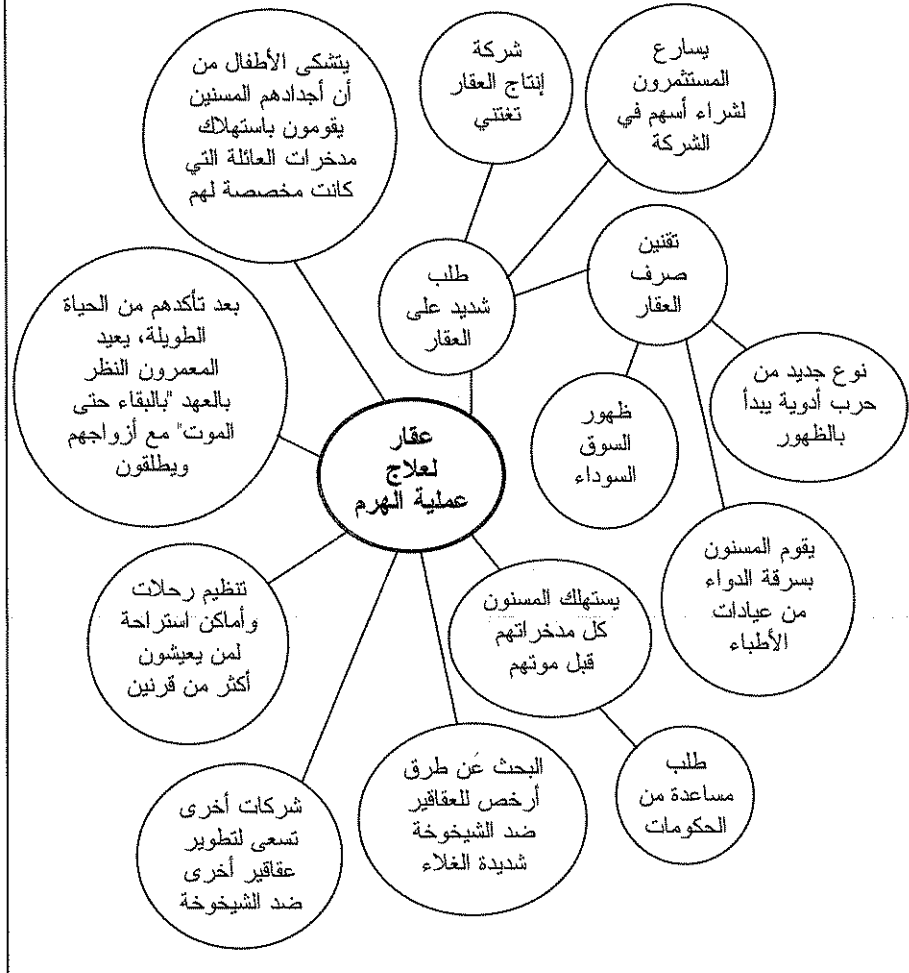 يتشكى الأطفال من
أن أجدادهم المسنين
يقومون باستهلاك
مدخرات العائلة التي
كانت مخصصة لهم
شركة
إنتاج العقار
تغتني
يسارع
المستثمرون
لشراء أسهم في
الشركة
طلب
شديد على
العقار
تقنين
صرف
العقار
بعد تأكدهم من الحياة
الطويلة، يعيد
المعمرون النظر
بالعهد "بالبقاء حتى
الموت" مع أزواجهم
ويطلقون
عقار
لعلاج
عملية الهرم
ظهور
السوق
السوداء
نوع جديد من
حرب أدوية يبدأ
بالظهور
يقوم المسنون
بسرقة الدواء
من عيادات
الأطباء
تنظيم رحلات
وأماكن استراحة
لمن يعيشون
أكثر من قرنين
يستهلك المسنون
كل مدخراتهم
قبل موتهم
شركات أخرى
تسعى لتطوير
عقاقير أخرى
ضد الشيخوخة
البحث عَن طرق
أرخص للعقاقير
ضد الشيخوخة
شديدة الغلاء
طلب
مساعدة من
الحكومات